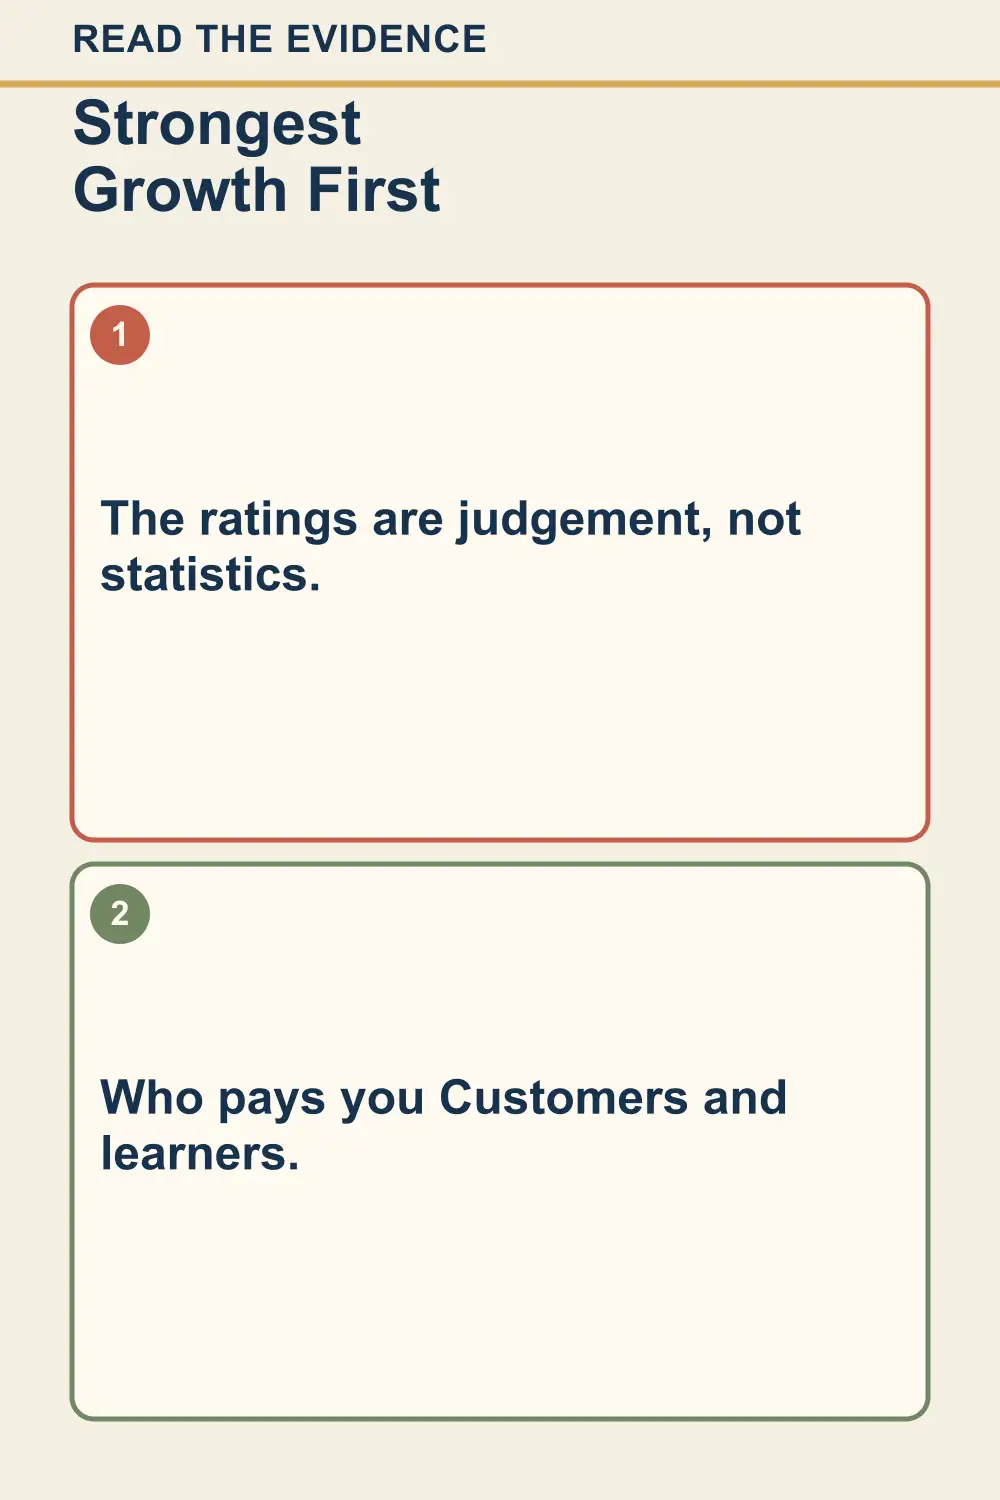 READ THE EVIDENCE
Strongest
Growth First
1
The ratings are judgement, not
statistics.
2
Who pays you Customers and
learners.